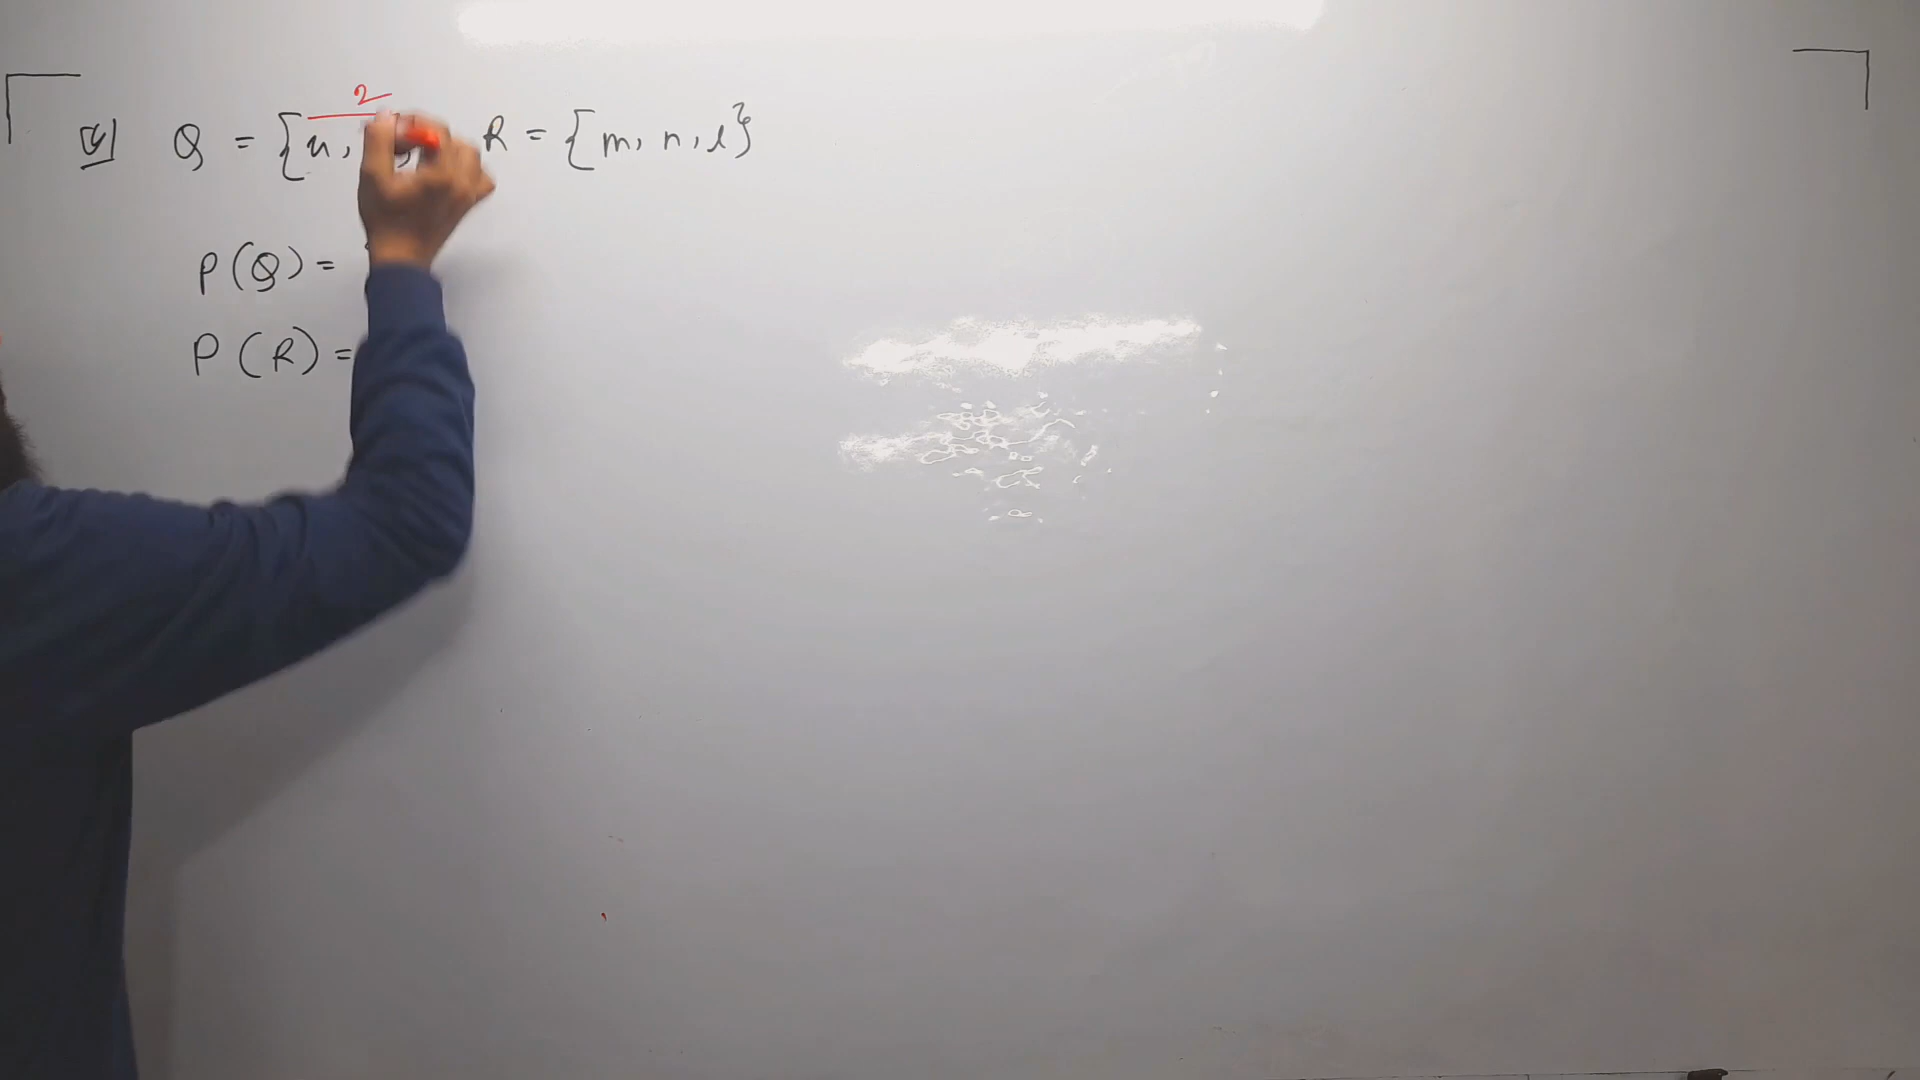 2
Q = {x, R = {m, n, l}
P(Q) =
P(R) =